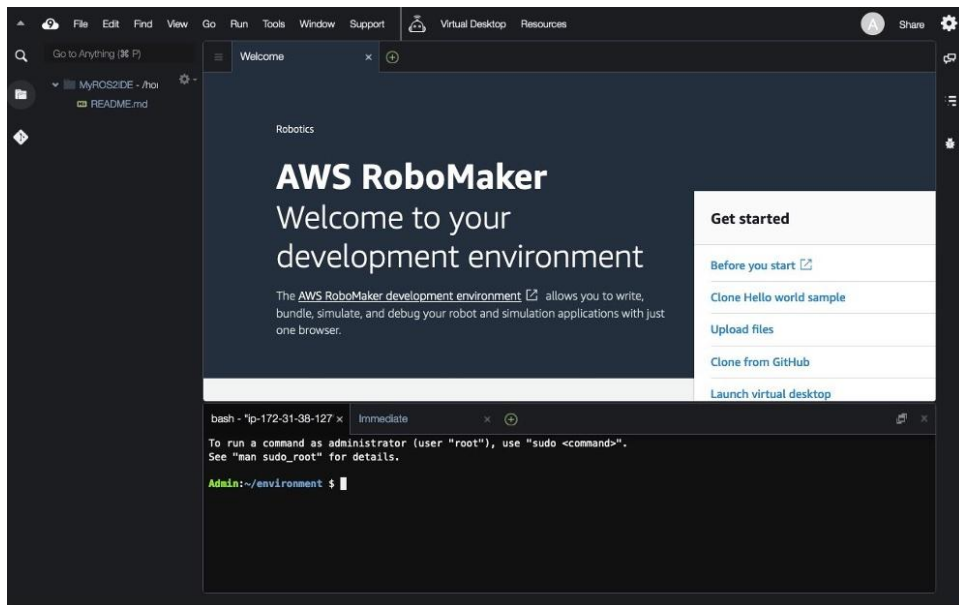 File Edit Find View Go Run Tools Window Support Virtual Desktop Resources A Share
Go to Anything (⌘ P)
MyROS2IDE - /hoi
README.md
Welcome
Robotics
AWS RoboMaker
Welcome to your
development environment
The AWS RoboMaker development environment allows you to write,
bundle, simulate, and debug your robot and simulation applications with just
one browser.
Get started
Before you start
Clone Hello world sample
Upload files
Clone from GitHub
Launch virtual desktop
bash - "ip-172-31-38-127" Immediate
To run a command as administrator (user "root"), use "sudo <command>".
See "man sudo_root" for details.
Admin:~/environment $